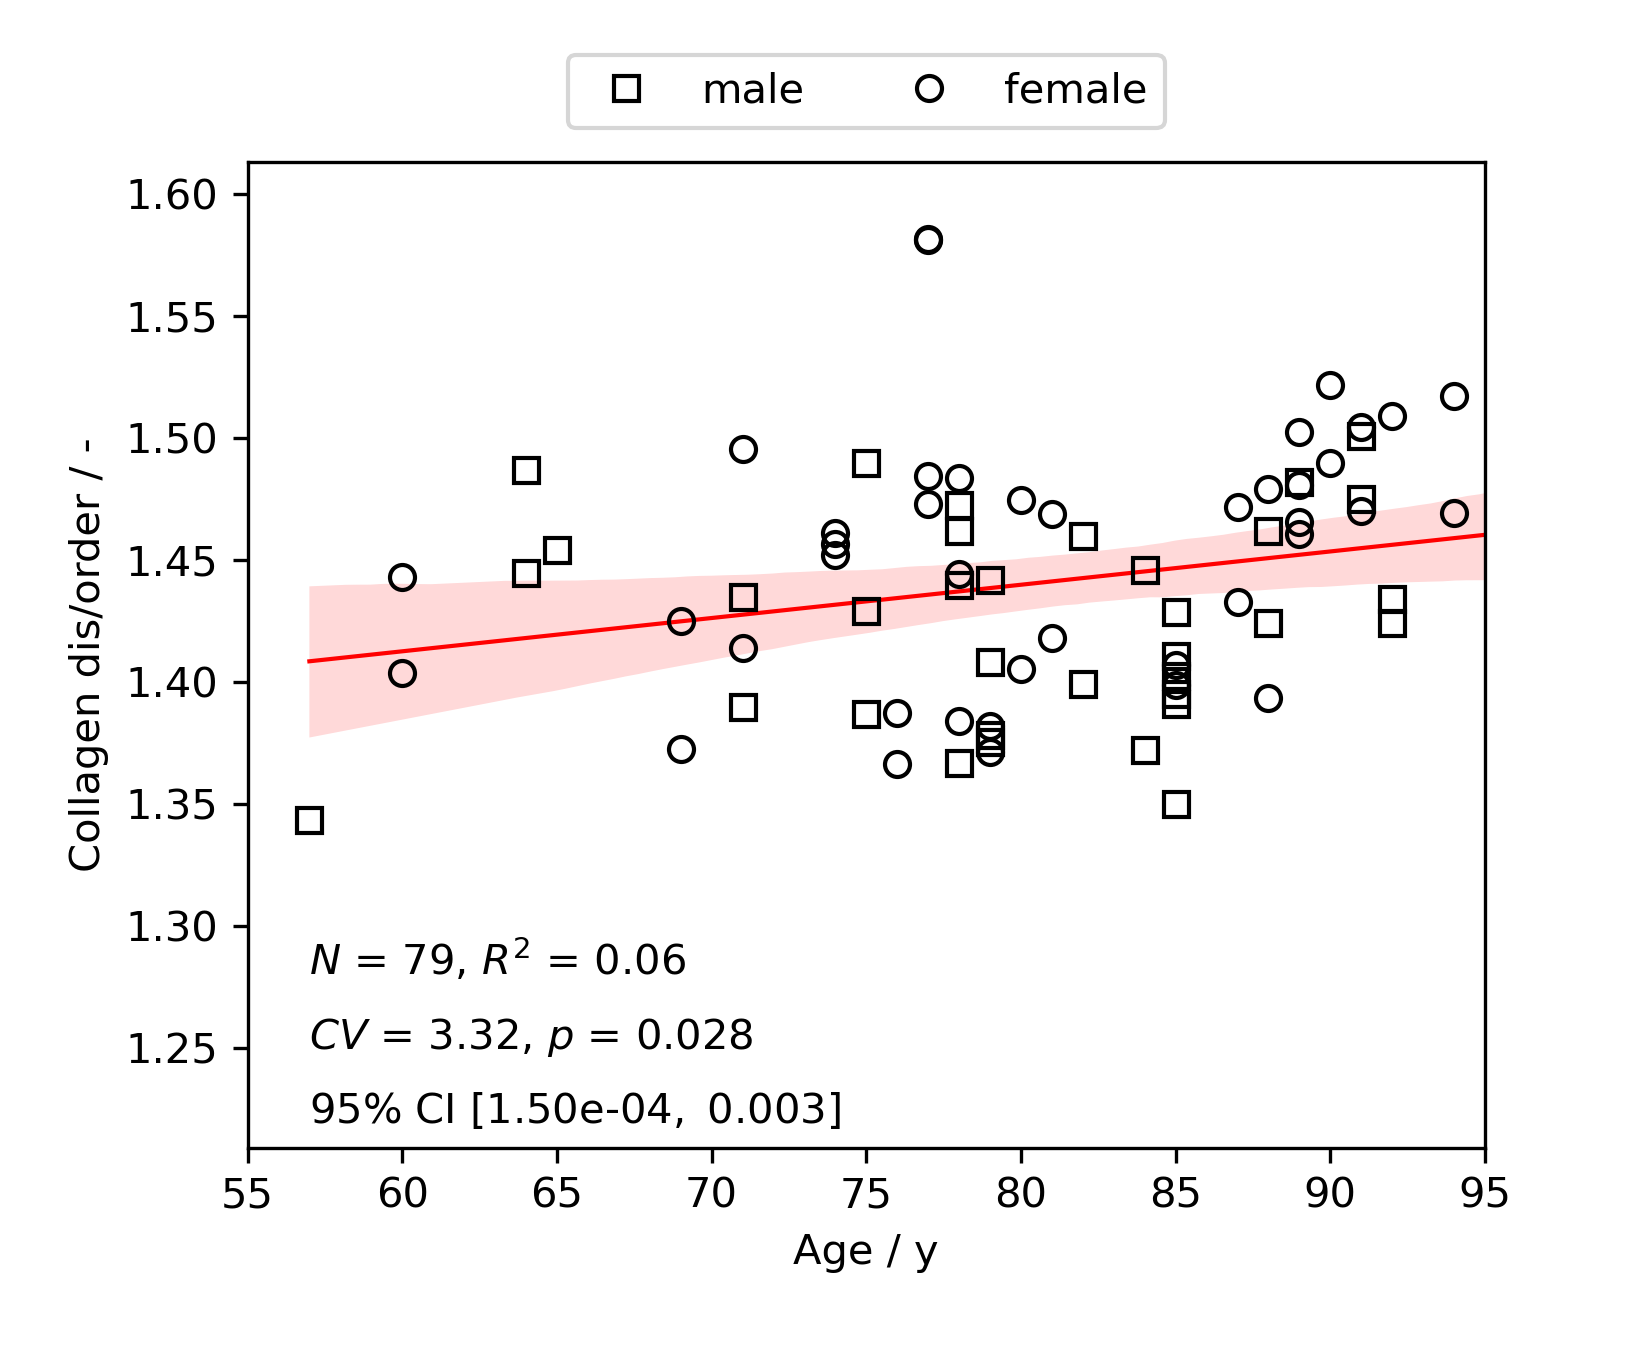 male female
1.60
1.55
1.50
1.45
1.40
1.35
1.30
1.25
Collagen dis/order / -
N = 79, R² = 0.06
CV = 3.32, p = 0.028
95% CI [1.50e-04, 0.003]
55 60 65 70 75 80 85 90 95
Age / y